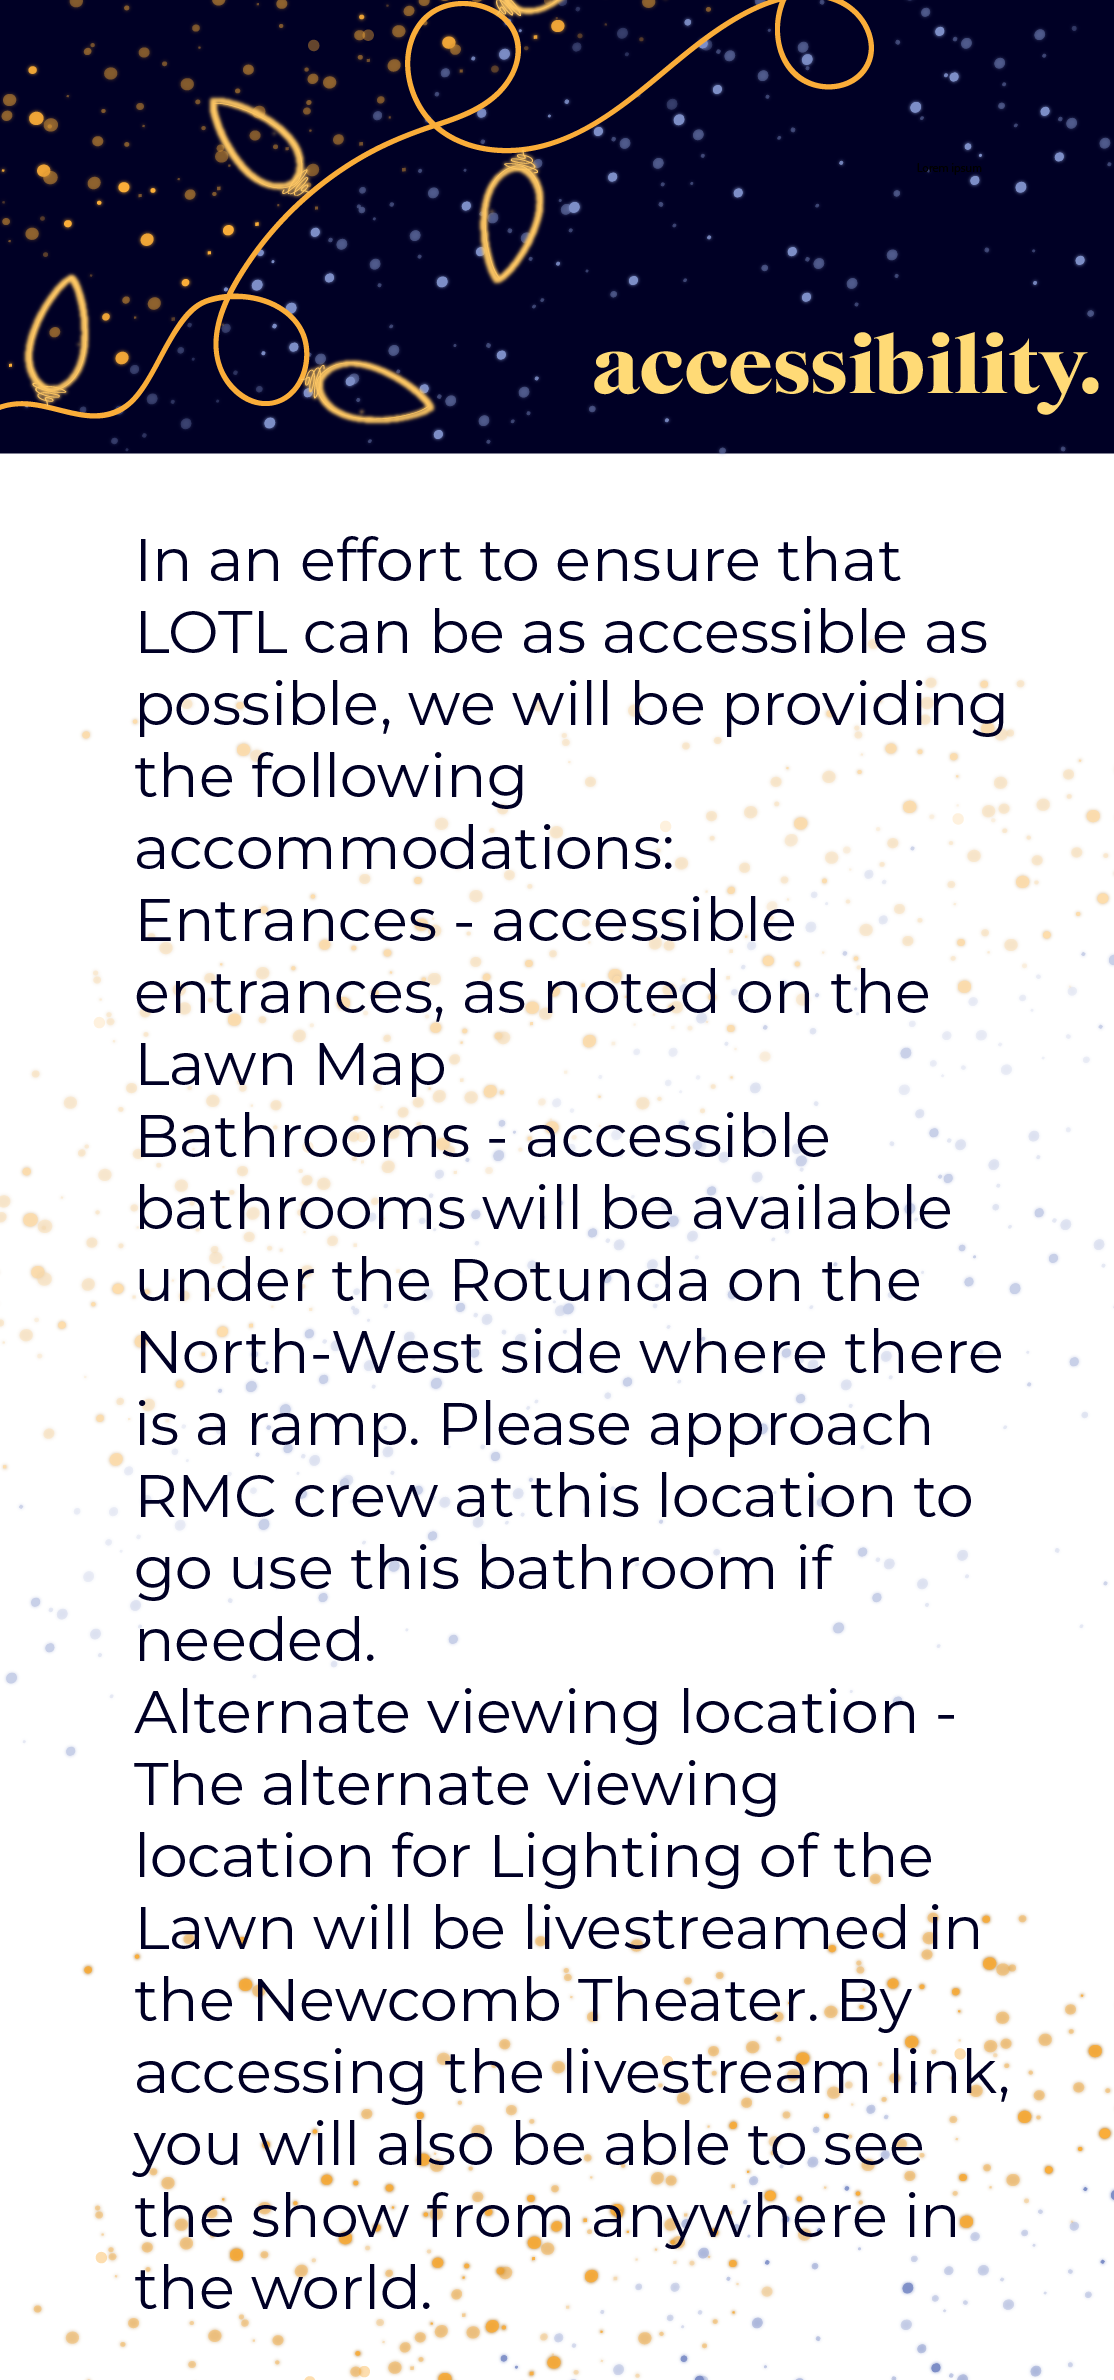 accessibility.
In an effort to ensure that
LOTL can be as accessible as
possible, we will be providing
the following
accommodations:
Entrances - accessible
entrances, as noted on the
Lawn Map
Bathrooms - accessible
bathrooms will be available
under the Rotunda on the
North-West side where there
is a ramp. Please approach
RMC crew at this location to
go use this bathroom if
needed.
Alternate viewing location -
The alternate viewing
location for Lighting of the
Lawn will be livestreamed in
the Newcomb Theater. By
accessing the livestream link,
you will also be able to see
the show from anywhere in
the world.